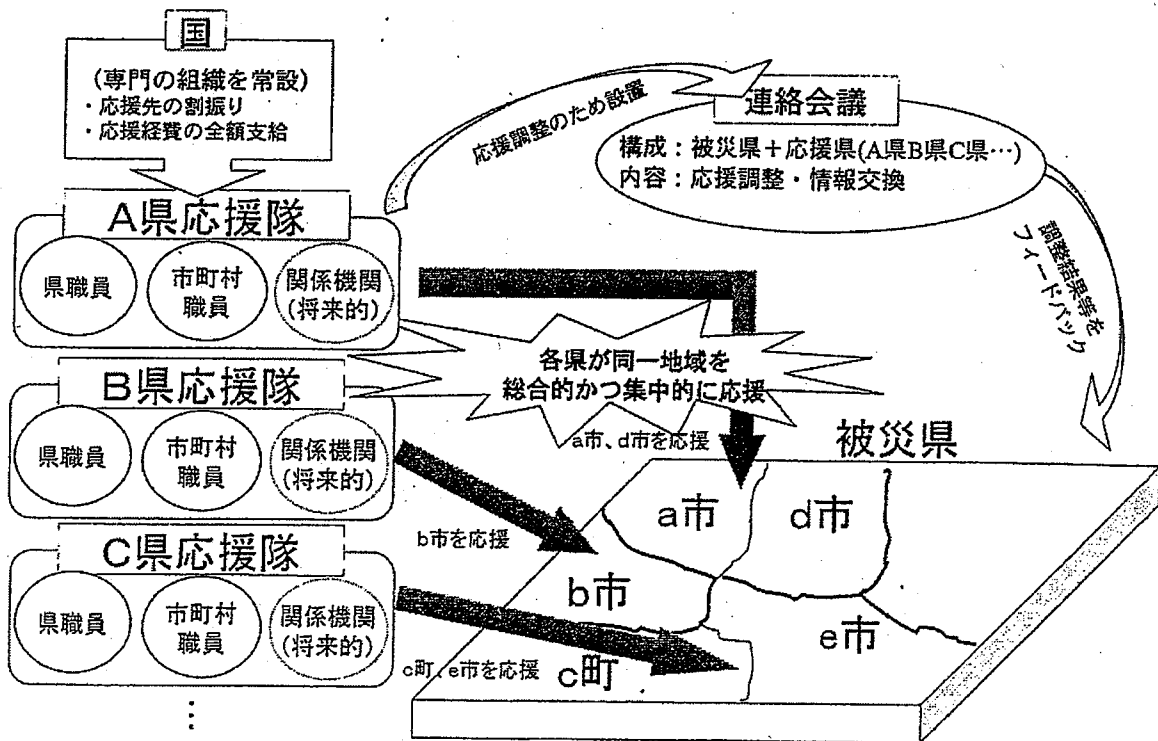 国
(専門の組織を常設)
・応援先の割振り
・応援経費の全額支給
応援調整のため設置
連絡会議
構成：被災県＋応援県(A県B県C県…)
内容：応援調整・情報交換
調整結果等を
フィードバック
A県応援隊
県職員
市町村
職員
関係機関
(将来的)
各県が同一地域を
総合的かつ集中的に応援
B県応援隊
県職員
市町村
職員
関係機関
(将来的)
C県応援隊
県職員
市町村
職員
関係機関
(将来的)
⋮
a市、d市を応援
b市を応援
c町、e市を応援
被災県
a市
d市
b市
e市
c町